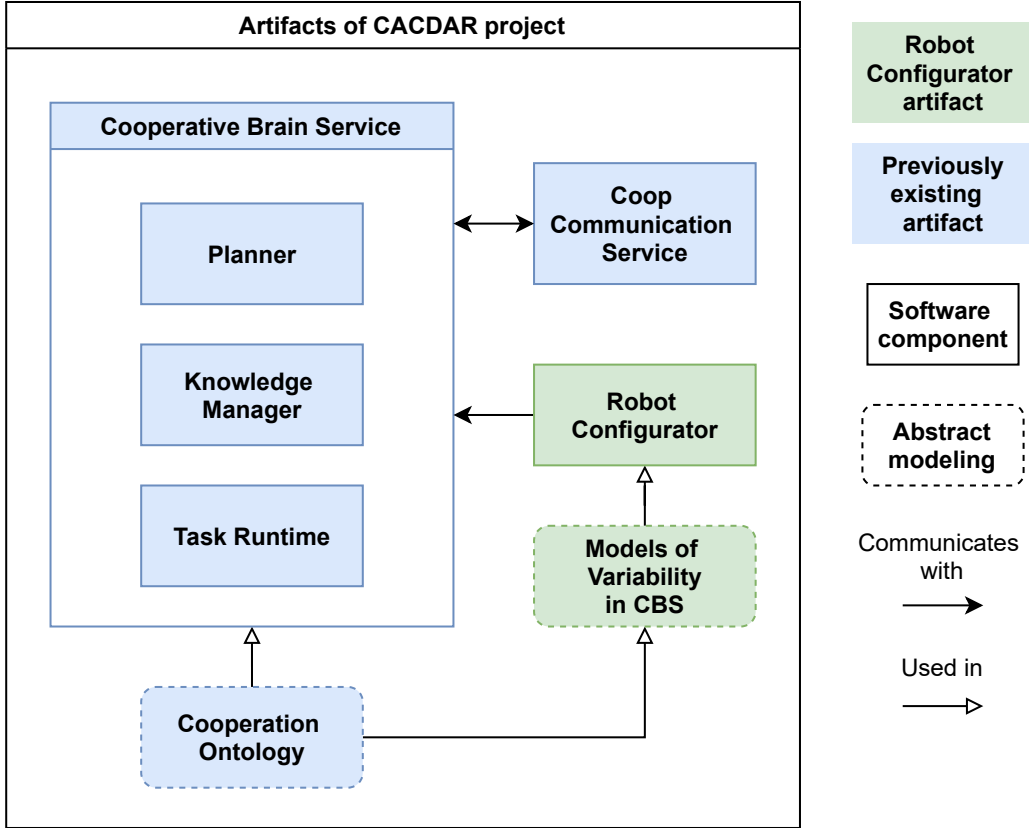 Artifacts of CACDAR project
Cooperative Brain Service
Planner
Knowledge
Manager
Task Runtime
Coop
Communication
Service
Robot
Configurator
Models of
Variability
in CBS
Cooperation
Ontology
Robot
Configurator
artifact
Previously
existing
artifact
Software
component
Abstract
modeling
Communicates
with
Used in